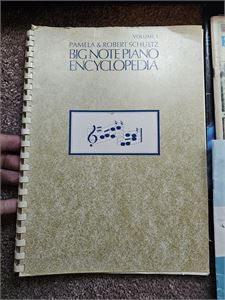 VOLUME 1
PAMELA & ROBERT SCHULTZ
BIG NOTE PIANO
ENCYCLOPEDIA